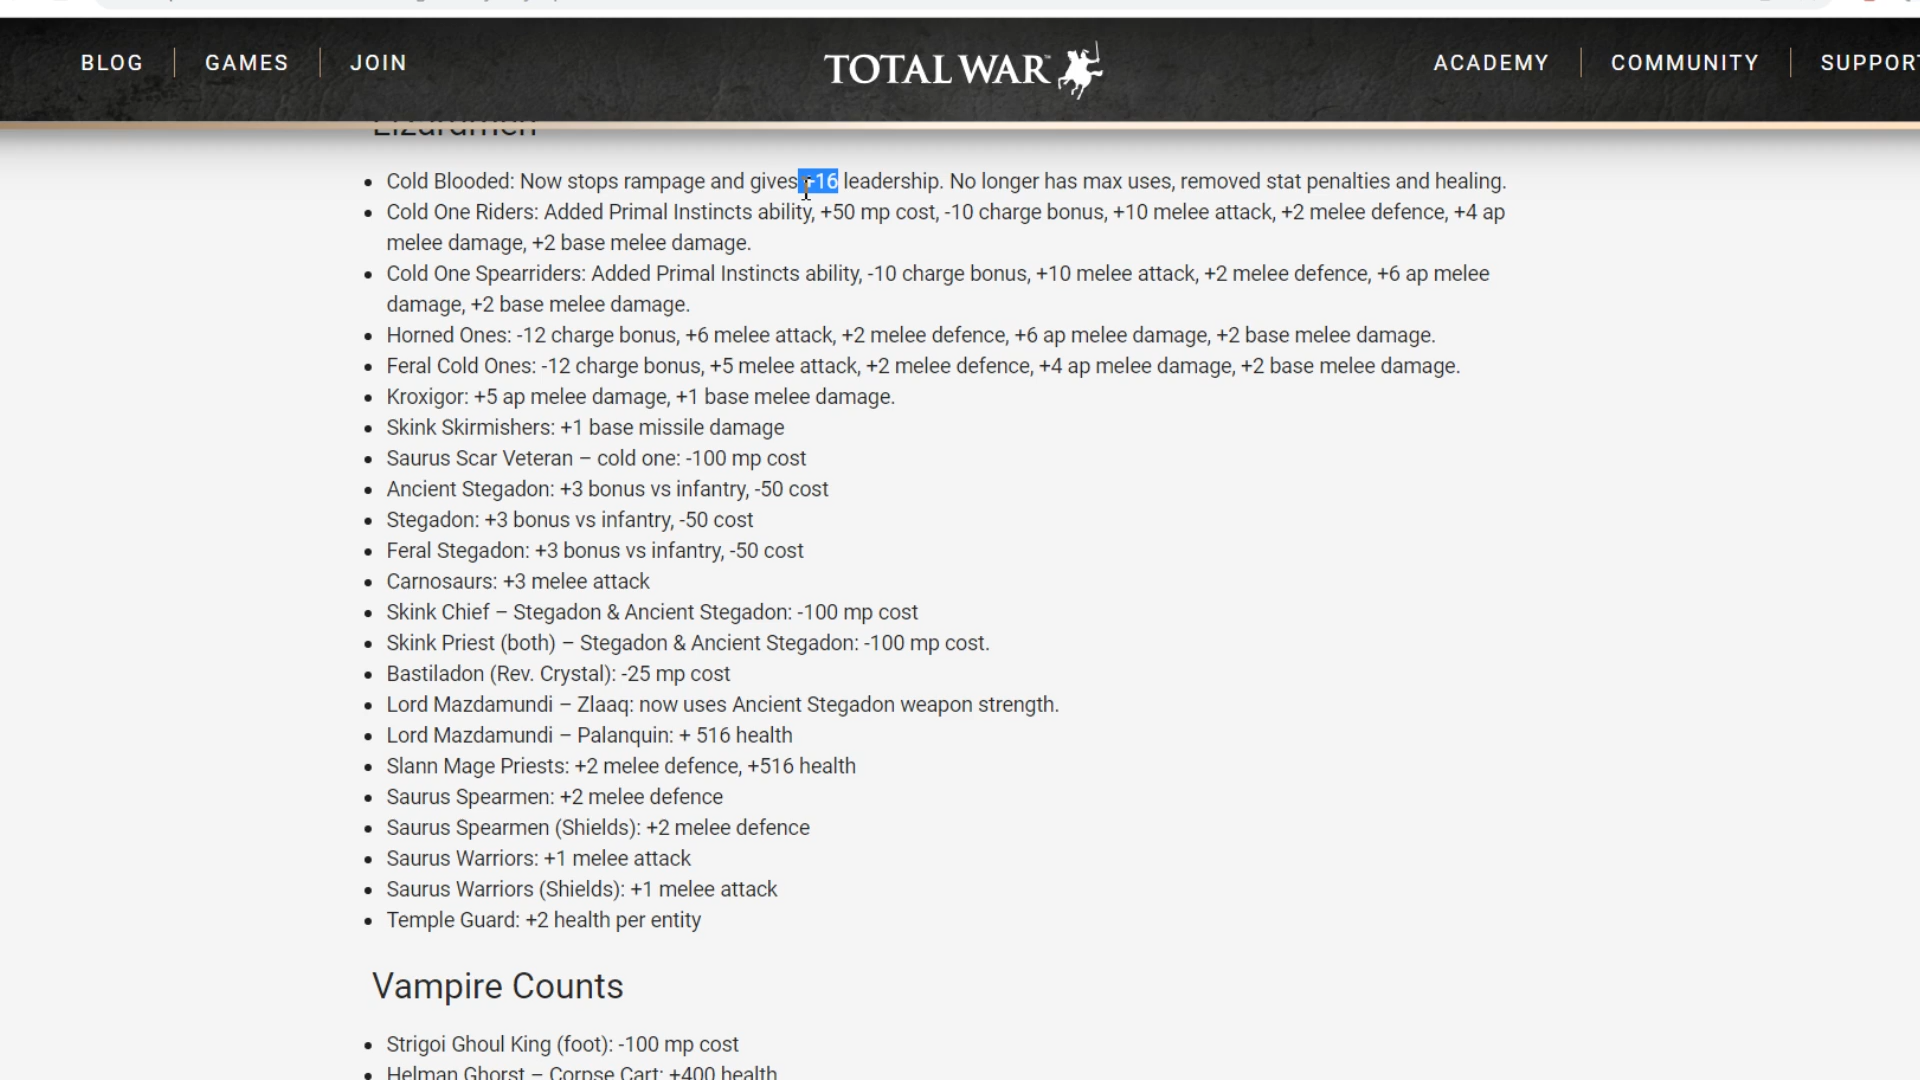 BLOG
GAMES
JOIN
TOTAL WAR
ACADEMY
COMMUNITY
SUPPORT
Lizardmen
• Cold Blooded: Now stops rampage and gives +16 leadership. No longer has max uses, removed stat penalties and healing.
• Cold One Riders: Added Primal Instincts ability, +50 mp cost, -10 charge bonus, +10 melee attack, +2 melee defence, +4 ap
melee damage, +2 base melee damage.
• Cold One Spearriders: Added Primal Instincts ability, -10 charge bonus, +10 melee attack, +2 melee defence, +6 ap melee
damage, +2 base melee damage.
• Horned Ones: -12 charge bonus, +6 melee attack, +2 melee defence, +6 ap melee damage, +2 base melee damage.
• Feral Cold Ones: -12 charge bonus, +5 melee attack, +2 melee defence, +4 ap melee damage, +2 base melee damage.
• Kroxigor: +5 ap melee damage, +1 base melee damage.
• Skink Skirmishers: +1 base missile damage
• Saurus Scar Veteran – cold one: -100 mp cost
• Ancient Stegadon: +3 bonus vs infantry, -50 cost
• Stegadon: +3 bonus vs infantry, -50 cost
• Feral Stegadon: +3 bonus vs infantry, -50 cost
• Carnosaurs: +3 melee attack
• Skink Chief – Stegadon & Ancient Stegadon: -100 mp cost
• Skink Priest (both) – Stegadon & Ancient Stegadon: -100 mp cost.
• Bastiladon (Rev. Crystal): -25 mp cost
• Lord Mazdamundi – Zlaaq: now uses Ancient Stegadon weapon strength.
• Lord Mazdamundi – Palanquin: + 516 health
• Slann Mage Priests: +2 melee defence, +516 health
• Saurus Spearmen: +2 melee defence
• Saurus Spearmen (Shields): +2 melee defence
• Saurus Warriors: +1 melee attack
• Saurus Warriors (Shields): +1 melee attack
• Temple Guard: +2 health per entity
Vampire Counts
• Strigoi Ghoul King (foot): -100 mp cost
• Helman Ghorst – Corpse Cart: +400 health